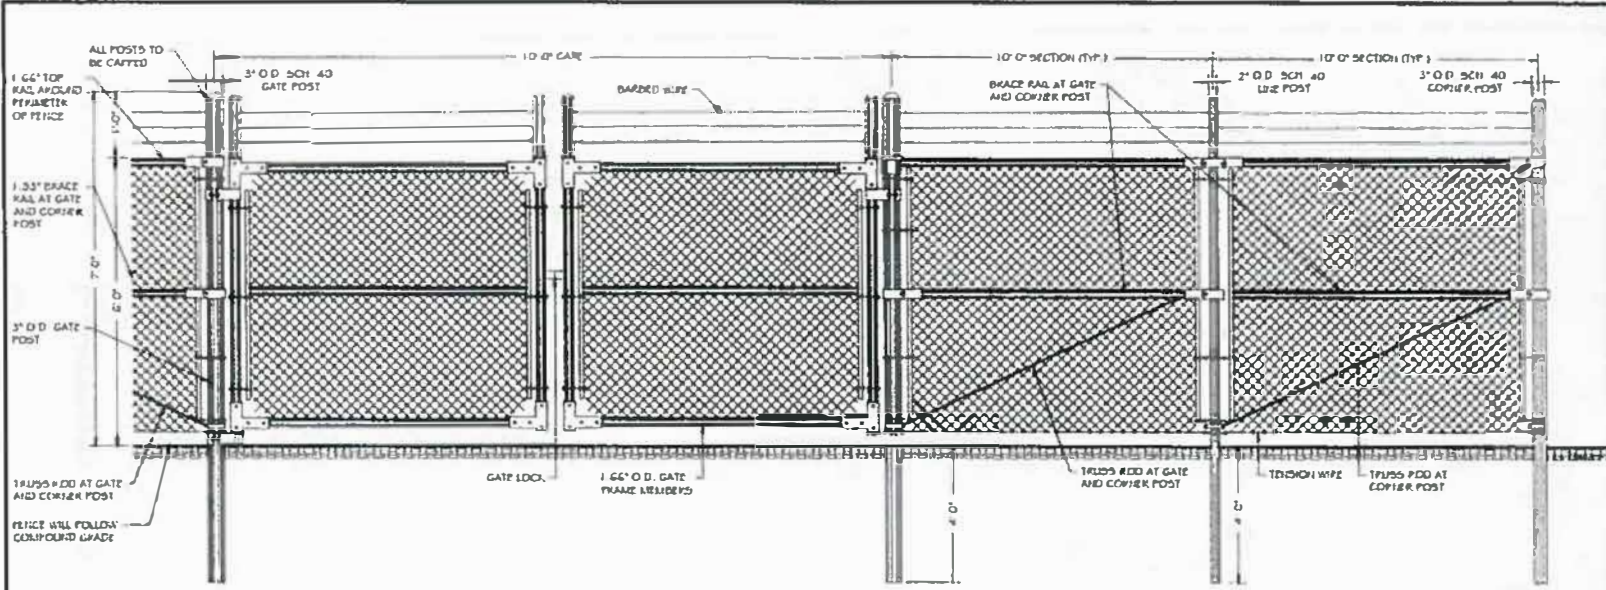 ALL POSTS TO
BE CAPPED
3" O.D. SCH. 40
GATE POST
10'-0" GATE
10'-0" SECTION (TYP.)
10'-0" SECTION (TYP.)
1.66" TOP
RAIL AROUND
PERIMETER
OF FENCE
BARBED WIRE
BRACE RAIL AT GATE
AND CORNER POST
2" O.D. SCH. 40
LINE POST
3" O.D. SCH. 40
CORNER POST
1'-0"
BRACE
RAIL AT GATE
AND CORNER
POST
7'-0"
6'-0"
3" O.D. GATE
POST
TRUSS ROD AT GATE
AND CORNER POST
FENCE WILL FOLLOW
COMPOUND GRADE
GATE LOCK
1.66" O.D. GATE
FRAME MEMBERS
TRUSS ROD AT GATE
AND CORNER POST
TENSION WIRE
TRUSS ROD AT
CORNER POST